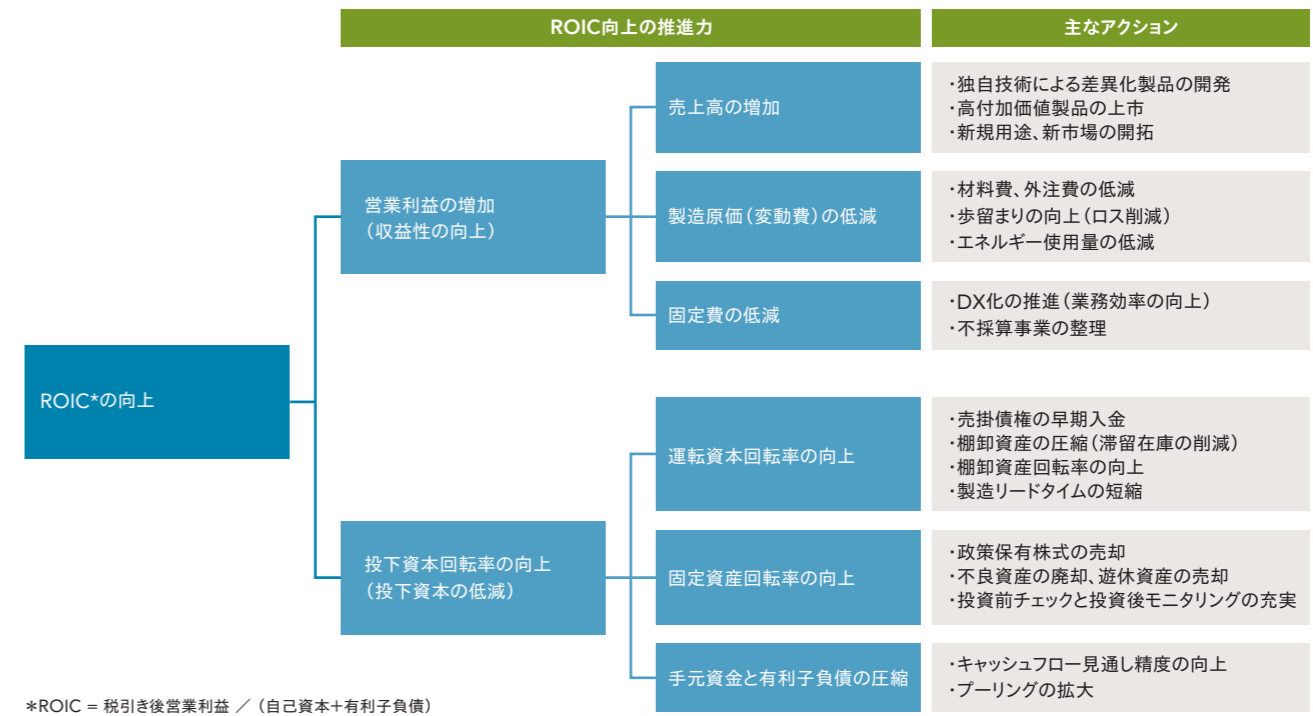 ROIC向上の推進力
主なアクション
ROIC*の向上
営業利益の増加
（収益性の向上）
売上高の増加
・独自技術による差異化製品の開発
・高付加価値製品の上市
・新規用途、新市場の開拓
製造原価（変動費）の低減
・材料費、外注費の低減
・歩留まりの向上（ロス削減）
・エネルギー使用量の低減
固定費の低減
・DX化の推進（業務効率の向上）
・不採算事業の整理
投下資本回転率の向上
（投下資本の低減）
運転資本回転率の向上
・売掛債権の早期入金
・棚卸資産の圧縮（滞留在庫の削減）
・棚卸資産回転率の向上
・製造リードタイムの短縮
固定資産回転率の向上
・政策保有株式の売却
・不良資産の廃却、遊休資産の売却
・投資前チェックと投資後モニタリングの充実
手元資金と有利子負債の圧縮
・キャッシュフロー見通し精度の向上
・プーリングの拡大
*ROIC = 税引き後営業利益 ／ （自己資本＋有利子負債）